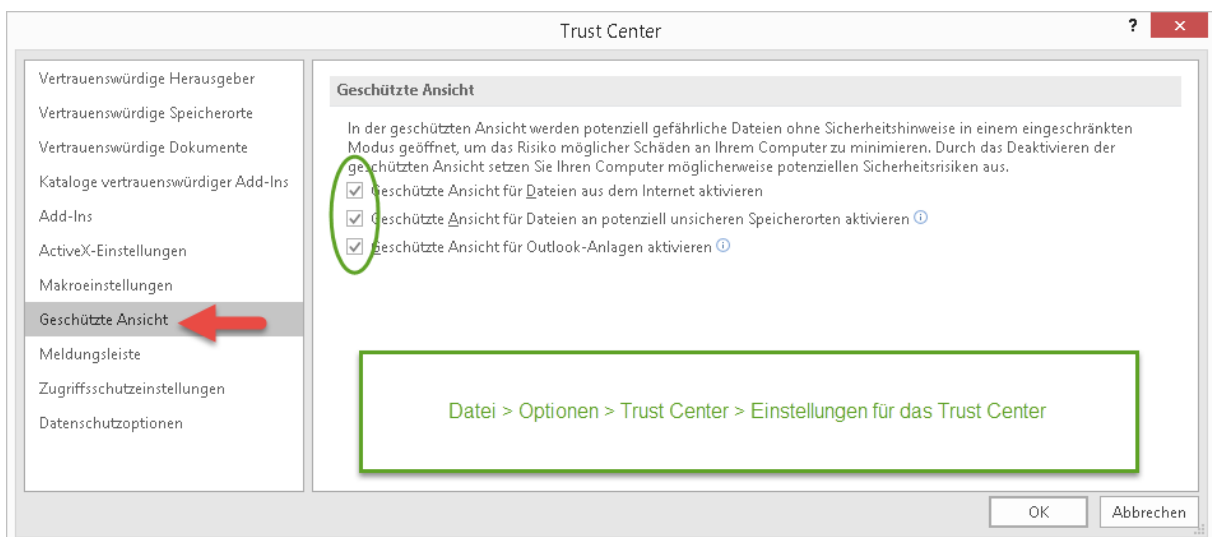 Trust Center
?
Vertrauenswürdige Herausgeber
Vertrauenswürdige Speicherorte
Vertrauenswürdige Dokumente
Kataloge vertrauenswürdiger Add-Ins
Add-Ins
ActiveX-Einstellungen
Makroeinstellungen
Geschützte Ansicht
Meldungsleiste
Zugriffsschutzeinstellungen
Datenschutzoptionen
Geschützte Ansicht
In der geschützten Ansicht werden potenziell gefährliche Dateien ohne Sicherheitshinweise in einem eingeschränkten
Modus geöffnet, um das Risiko möglicher Schäden an Ihrem Computer zu minimieren. Durch das Deaktivieren der
geschützten Ansicht setzen Sie Ihren Computer möglicherweise potenziellen Sicherheitsrisiken aus.
Geschützte Ansicht für Dateien aus dem Internet aktivieren
Geschützte Ansicht für Dateien an potenziell unsicheren Speicherorten aktivieren
Geschützte Ansicht für Outlook-Anlagen aktivieren
Datei > Optionen > Trust Center > Einstellungen für das Trust Center
OK
Abbrechen